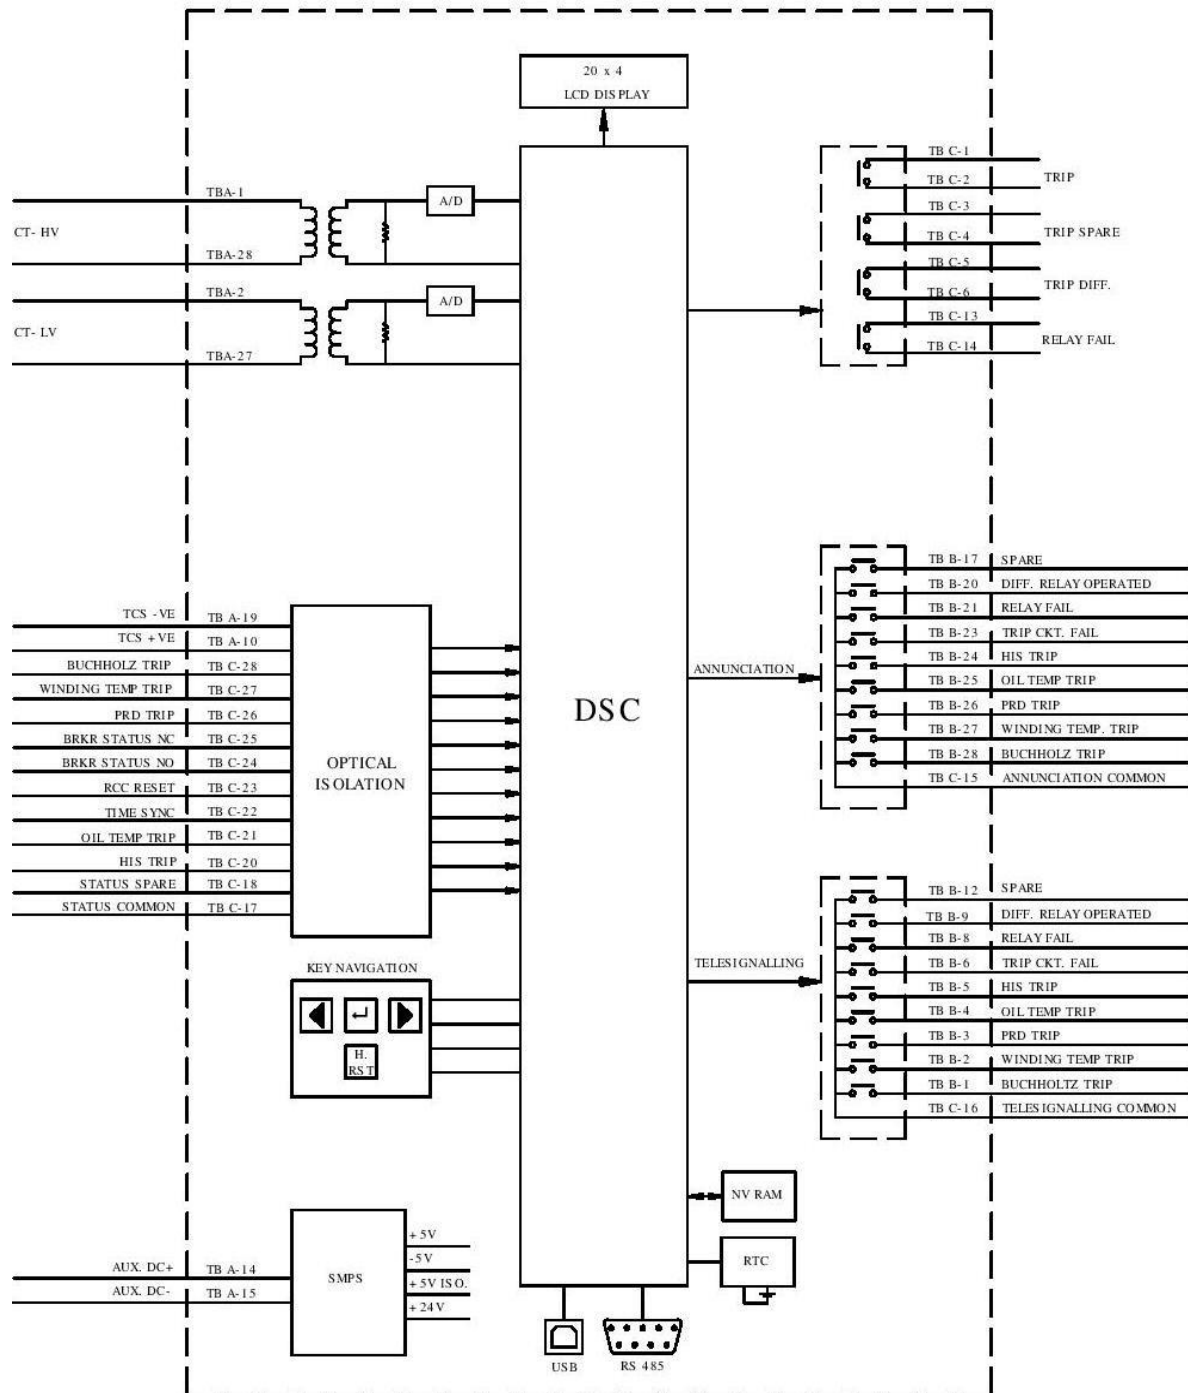 20 x 4
LCD DISPLAY
TBA-1
A/D
CT- HV
TBA-28
TBA-2
A/D
CT- LV
TBA-27
TB C-1
TB C-2
TRIP
TB C-3
TB C-4
TRIP SPARE
TB C-5
TB C-6
TRIP DIFF.
TB C-13
TB C-14
RELAY FAIL
DSC
TCS -VE TB A-19
TCS +VE TB A-10
BUCHHOLZ TRIP TB C-28
WINDING TEMP TRIP TB C-27
PRD TRIP TB C-26
BRKR STATUS NC TB C-25
BRKR STATUS NO TB C-24
RCC RESET TB C-23
TIME SYNC TB C-22
OIL TEMP TRIP TB C-21
HIS TRIP TB C-20
STATUS SPARE TB C-18
STATUS COMMON TB C-17
OPTICAL
ISOLATION
ANNUNCIATION
TB B-17 SPARE
TB B-20 DIFF. RELAY OPERATED
TB B-21 RELAY FAIL
TB B-23 TRIP CKT. FAIL
TB B-24 HIS TRIP
TB B-25 OIL TEMP TRIP
TB B-26 PRD TRIP
TB B-27 WINDING TEMP. TRIP
TB B-28 BUCHHOLZ TRIP
TB C-15 ANNUNCIATION COMMON
TELESIGNALLING
TB B-12 SPARE
TB B-9 DIFF. RELAY OPERATED
TB B-8 RELAY FAIL
TB B-6 TRIP CKT. FAIL
TB B-5 HIS TRIP
TB B-4 OIL TEMP TRIP
TB B-3 PRD TRIP
TB B-2 WINDING TEMP TRIP
TB B-1 BUCHHOLTZ TRIP
TB C-16 TELESIGNALLING COMMON
KEY NAVIGATION
H.
RST
NV RAM
RTC
AUX. DC+ TB A-14
AUX. DC- TB A-15
SMPS
+ 5V
-5V
+ 5V ISO.
+ 24V
USB
RS 485